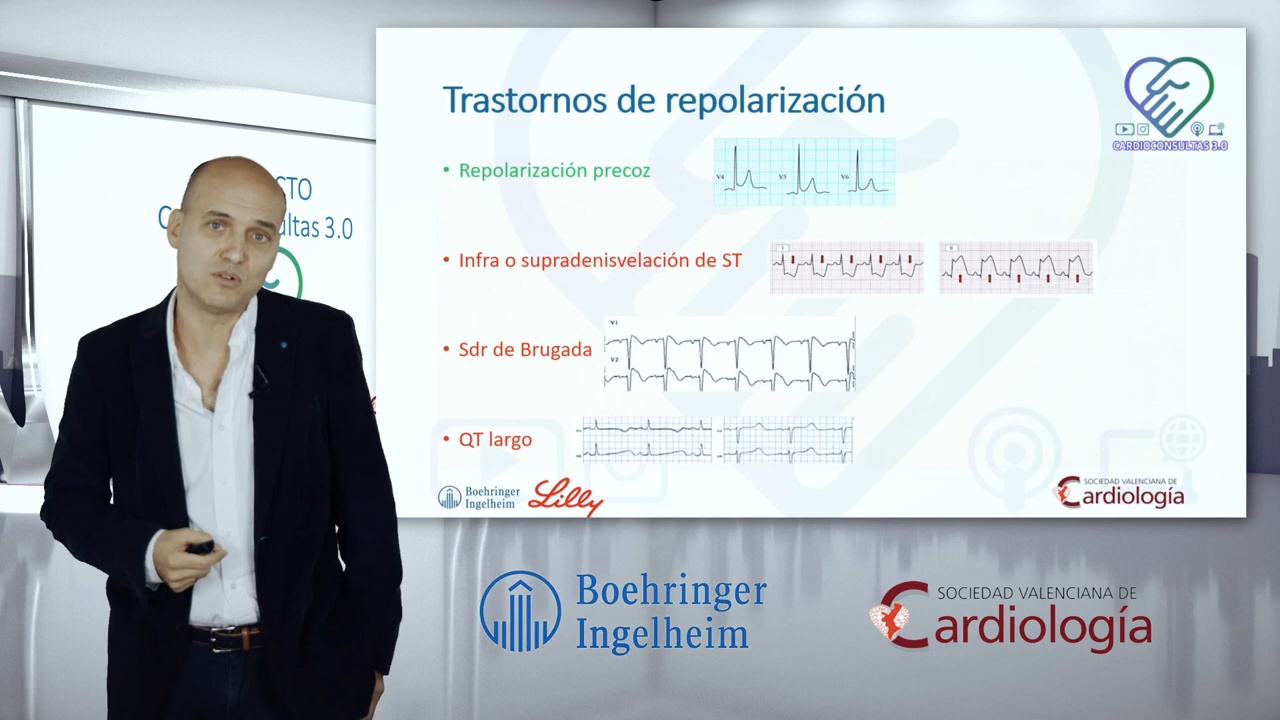 CTO
C
ultas 3.0
Trastornos de repolarización
CARDIOCONSULTAS 3.0
• Repolarización precoz
V4
V5
V6
• Infra o supradenisvelación de ST
I
II
• Sdr de Brugada
V1
V2
• QT largo
Boehringer
Ingelheim
Lilly
SOCIEDAD VALENCIANA DE
Cardiología
Boehringer
Ingelheim
SOCIEDAD VALENCIANA DE
Cardiología